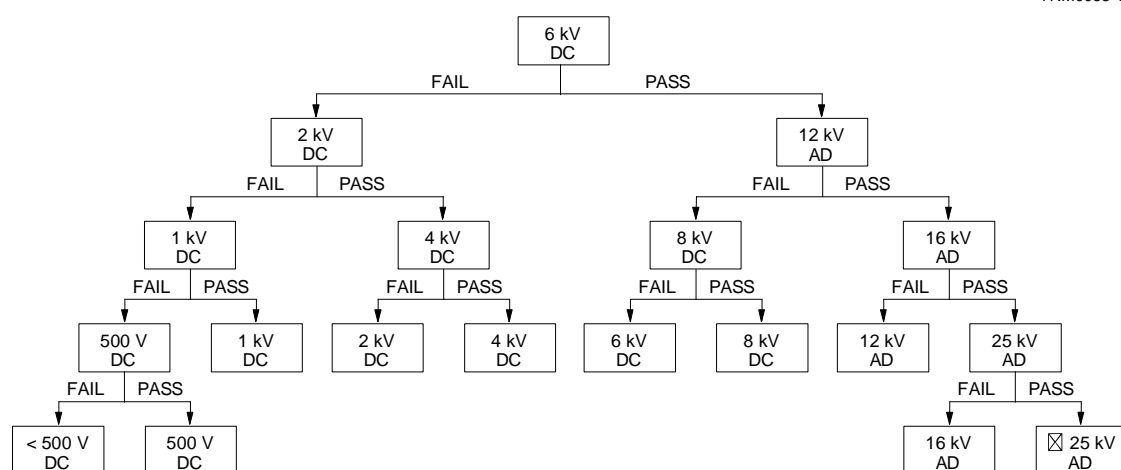 6 kV
DC
FAIL PASS
2 kV
DC
12 kV
AD
FAIL PASS
FAIL PASS
1 kV
DC
4 kV
DC
8 kV
DC
16 kV
AD
FAIL PASS
FAIL PASS
FAIL PASS
FAIL PASS
500 V
DC
1 kV
DC
2 kV
DC
4 kV
DC
6 kV
DC
8 kV
DC
12 kV
AD
25 kV
AD
FAIL PASS
FAIL PASS
< 500 V
DC
500 V
DC
16 kV
AD
☒ 25 kV
AD